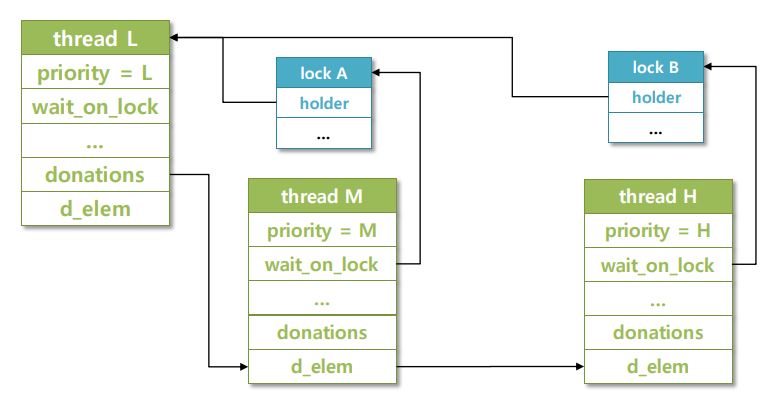 thread L
priority = L
wait_on_lock
...
donations
d_elem
lock A
holder
...
lock B
holder
...
thread M
priority = M
wait_on_lock
...
donations
d_elem
thread H
priority = H
wait_on_lock
...
donations
d_elem